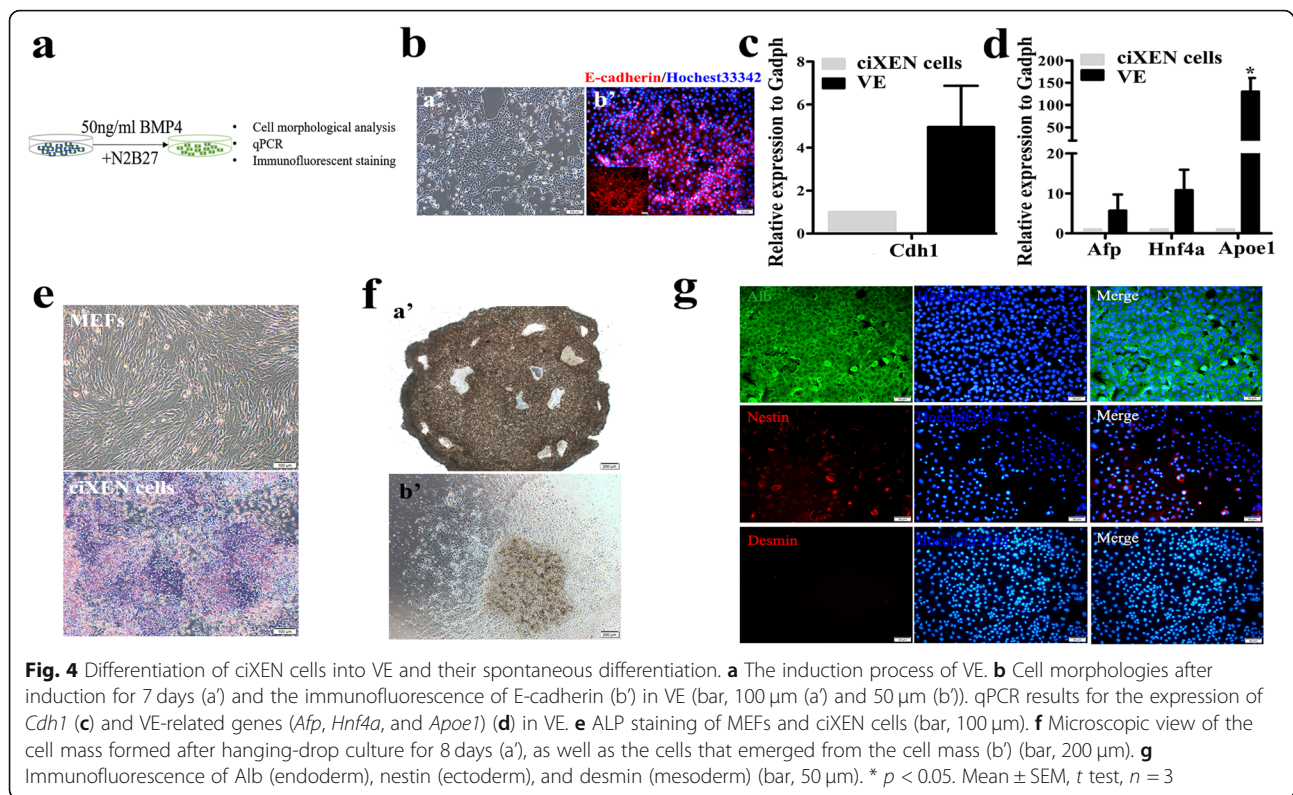 a
50ng/ml BMP4
+N2B27
• Cell morphological analysis
• qPCR
• Immunofluorescent staining
b
E-cadherin/Hochest33342
a'
b'
c
ciXEN cells
VE
Relative expression to Gadph
8
6
4
2
0
Cdh1
d
ciXEN cells
VE
*
Relative expression to Gadph
200
150
100
50
20
10
0
Afp Hnf4a Apoe1
e
MEFs
100 μm
ciXEN cells
100 μm
f
a'
200 μm
b'
200 μm
g
Alb
Merge
Nestin
Merge
Desmin
Merge
Fig. 4 Differentiation of ciXEN cells into VE and their spontaneous differentiation. a The induction process of VE. b Cell morphologies after
induction for 7 days (a′) and the immunofluorescence of E-cadherin (b′) in VE (bar, 100 μm (a′) and 50 μm (b′)). qPCR results for the expression of
Cdh1 (c) and VE-related genes (Afp, Hnf4a, and Apoe1) (d) in VE. e ALP staining of MEFs and ciXEN cells (bar, 100 μm). f Microscopic view of the
cell mass formed after hanging-drop culture for 8 days (a′), as well as the cells that emerged from the cell mass (b′) (bar, 200 μm). g
Immunofluorescence of Alb (endoderm), nestin (ectoderm), and desmin (mesoderm) (bar, 50 μm). * p < 0.05. Mean ± SEM, t test, n = 3